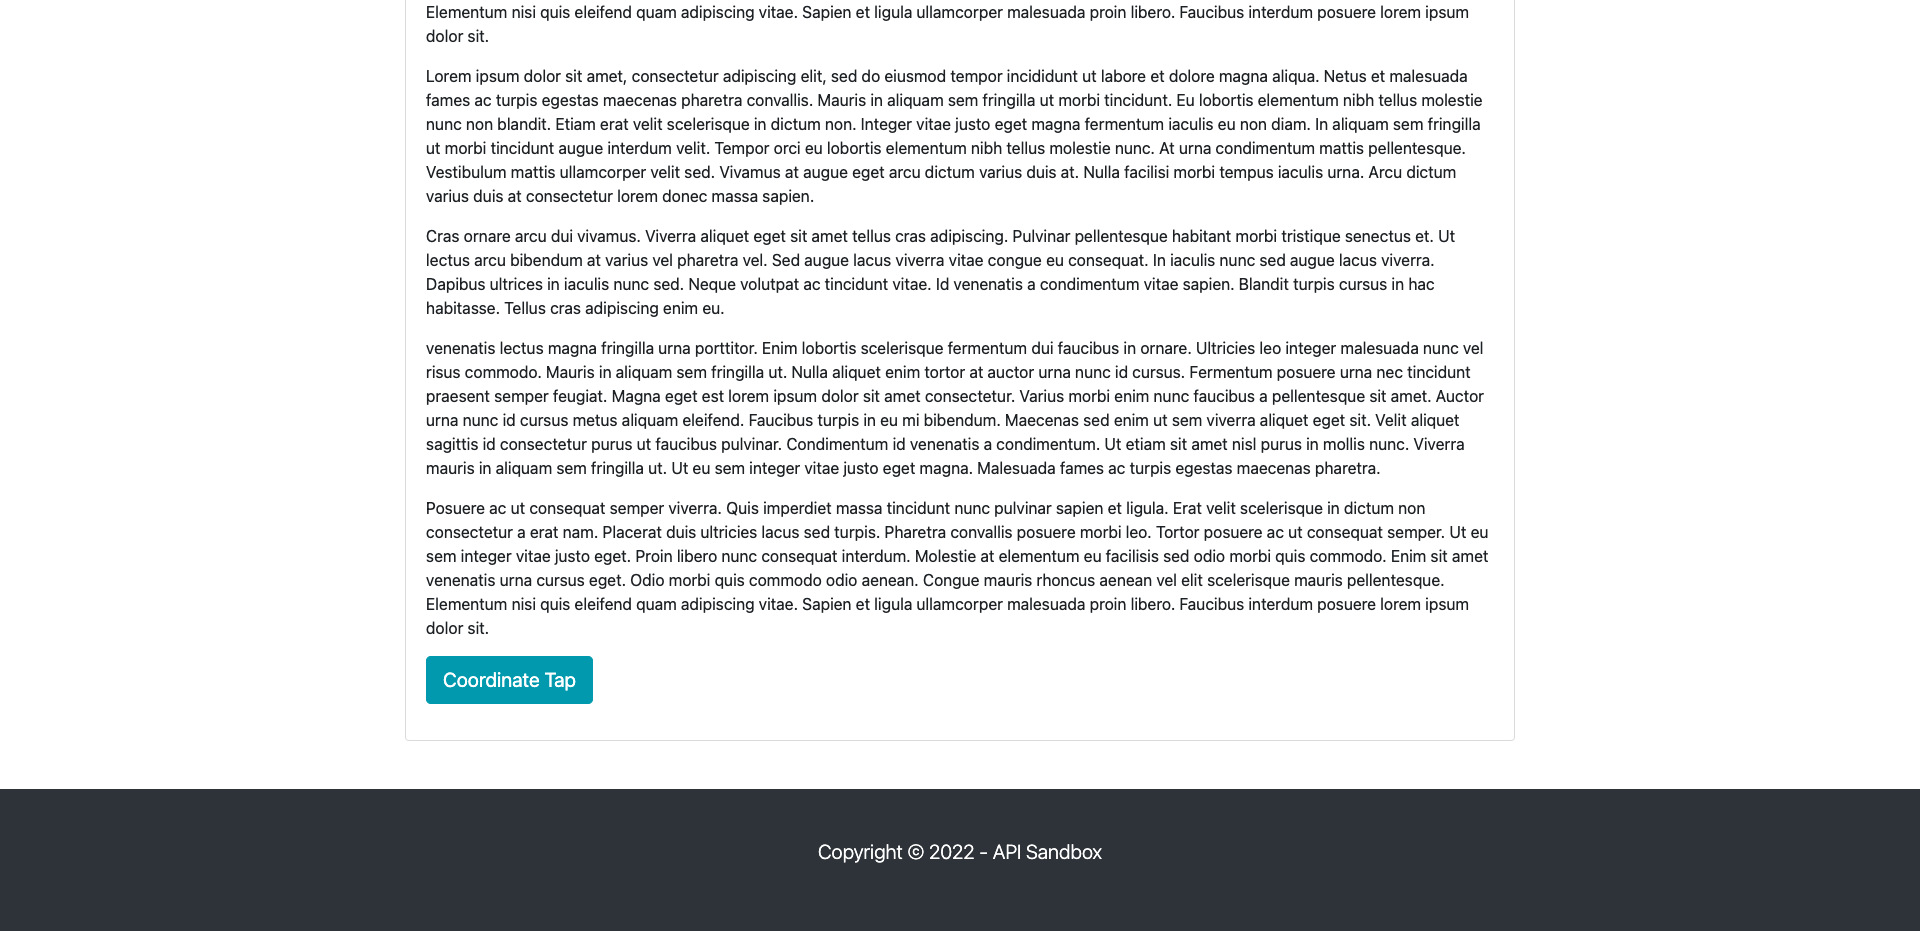 Elementum nisi quis eleifend quam adipiscing vitae. Sapien et ligula ullamcorper malesuada proin libero. Faucibus interdum posuere lorem ipsum
dolor sit.
Lorem ipsum dolor sit amet, consectetur adipiscing elit, sed do eiusmod tempor incididunt ut labore et dolore magna aliqua. Netus et malesuada
fames ac turpis egestas maecenas pharetra convallis. Mauris in aliquam sem fringilla ut morbi tincidunt. Eu lobortis elementum nibh tellus molestie
nunc non blandit. Etiam erat velit scelerisque in dictum non. Integer vitae justo eget magna fermentum iaculis eu non diam. In aliquam sem fringilla
ut morbi tincidunt augue interdum velit. Tempor orci eu lobortis elementum nibh tellus molestie nunc. At urna condimentum mattis pellentesque.
Vestibulum mattis ullamcorper velit sed. Vivamus at augue eget arcu dictum varius duis at. Nulla facilisi morbi tempus iaculis urna. Arcu dictum
varius duis at consectetur lorem donec massa sapien.
Cras ornare arcu dui vivamus. Viverra aliquet eget sit amet tellus cras adipiscing. Pulvinar pellentesque habitant morbi tristique senectus et. Ut
lectus arcu bibendum at varius vel pharetra vel. Sed augue lacus viverra vitae congue eu consequat. In iaculis nunc sed augue lacus viverra.
Dapibus ultrices in iaculis nunc sed. Neque volutpat ac tincidunt vitae. Id venenatis a condimentum vitae sapien. Blandit turpis cursus in hac
habitasse. Tellus cras adipiscing enim eu.
venenatis lectus magna fringilla urna porttitor. Enim lobortis scelerisque fermentum dui faucibus in ornare. Ultricies leo integer malesuada nunc vel
risus commodo. Mauris in aliquam sem fringilla ut. Nulla aliquet enim tortor at auctor urna nunc id cursus. Fermentum posuere urna nec tincidunt
praesent semper feugiat. Magna eget est lorem ipsum dolor sit amet consectetur. Varius morbi enim nunc faucibus a pellentesque sit amet. Auctor
urna nunc id cursus metus aliquam eleifend. Faucibus turpis in eu mi bibendum. Maecenas sed enim ut sem viverra aliquet eget sit. Velit aliquet
sagittis id consectetur purus ut faucibus pulvinar. Condimentum id venenatis a condimentum. Ut etiam sit amet nisl purus in mollis nunc. Viverra
mauris in aliquam sem fringilla ut. Ut eu sem integer vitae justo eget magna. Malesuada fames ac turpis egestas maecenas pharetra.
Posuere ac ut consequat semper viverra. Quis imperdiet massa tincidunt nunc pulvinar sapien et ligula. Erat velit scelerisque in dictum non
consectetur a erat nam. Placerat duis ultricies lacus sed turpis. Pharetra convallis posuere morbi leo. Tortor posuere ac ut consequat semper. Ut eu
sem integer vitae justo eget. Proin libero nunc consequat interdum. Molestie at elementum eu facilisis sed odio morbi quis commodo. Enim sit amet
venenatis urna cursus eget. Odio morbi quis commodo odio aenean. Congue mauris rhoncus aenean vel elit scelerisque mauris pellentesque.
Elementum nisi quis eleifend quam adipiscing vitae. Sapien et ligula ullamcorper malesuada proin libero. Faucibus interdum posuere lorem ipsum
dolor sit.
Coordinate Tap
Copyright © 2022 - API Sandbox